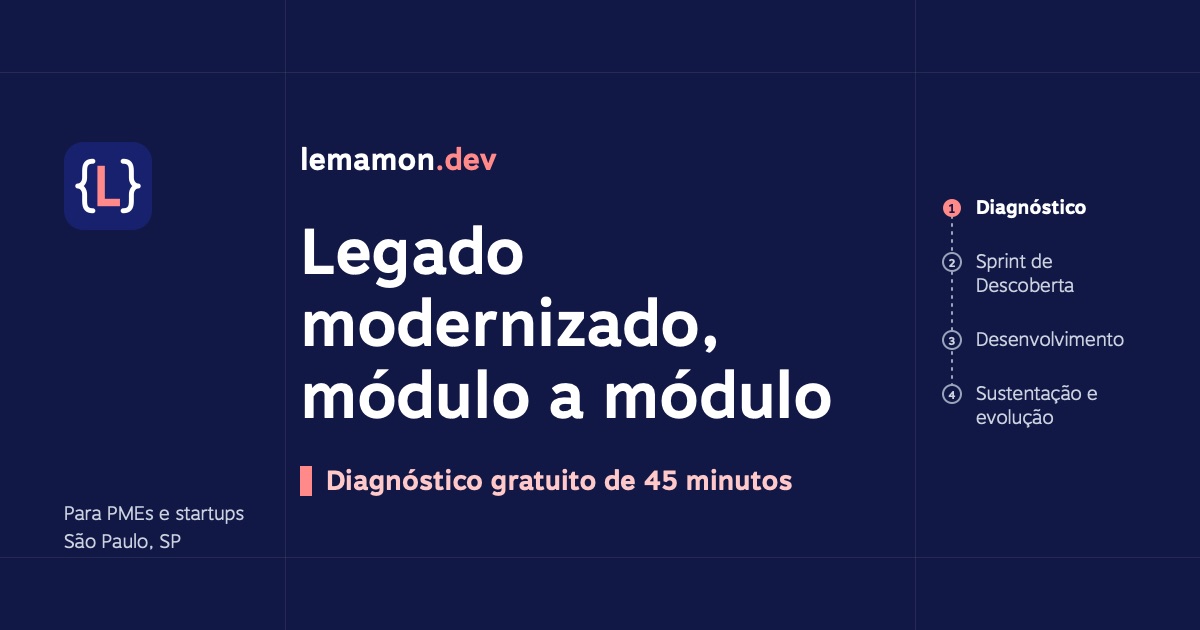 {L}
Para PMEs e startups
São Paulo, SP
lemamon.dev
Legado
modernizado,
módulo a módulo
Diagnóstico gratuito de 45 minutos
1 Diagnóstico
2 Sprint de
Descoberta
3 Desenvolvimento
4 Sustentação e
evolução